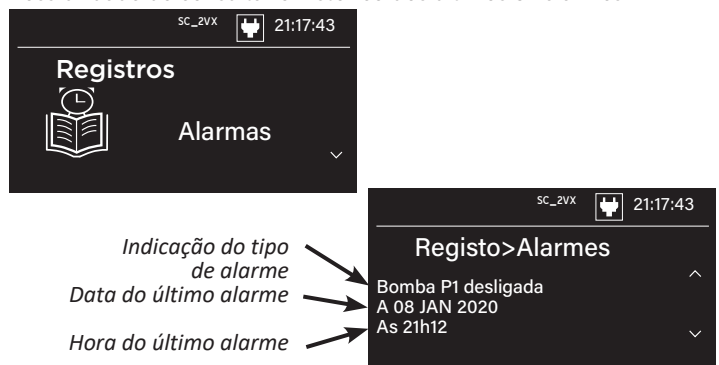 SC_2VX 21:17:43
Registros
Alarmas
SC_2VX 21:17:43
Registo>Alarmes
Indicação do tipo
de alarme
Bomba P1 desligada
Data do último alarme
A 08 JAN 2020
Hora do último alarme
As 21h12